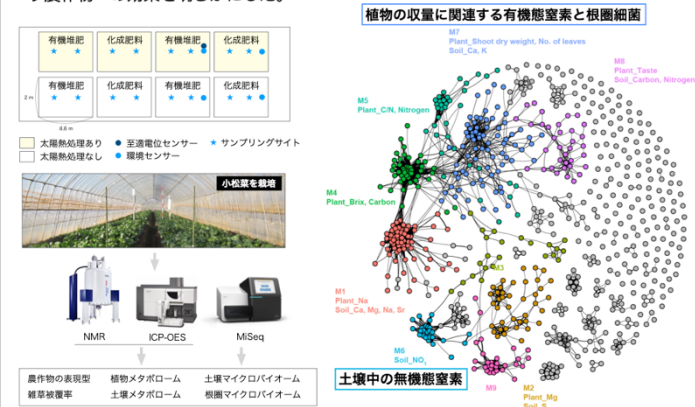 有機堆肥 化成肥料 有機堆肥 化成肥料
有機堆肥 化成肥料 有機堆肥 化成肥料
2 m
4.8 m
太陽熱処理あり 至適電位センサー サンプリングサイト
太陽熱処理なし 環境センサー
小松菜を栽培
NMR ICP-OES MiSeq
農作物の表現型 植物メタボローム 土壌マイクロバイオーム
雑草被覆率 土壌メタボローム 根圏マイクロバイオーム
植物の収量に関連する有機態窒素と根圏細菌
M7
Plant_Shoot dry weight, No. of leaves
Soil_Ca, K
M8
Plant_Taste
Soil_Carbon, Nitrogen
M5
Plant_C/N, Nitrogen
M4
Plant_Brix, Carbon
M3
M1
Plant_Na
Soil_Ca, Mg, Na, Sr
M6
Soil_NO₃
土壌中の無機態窒素
M9
M2
Plant_Mg